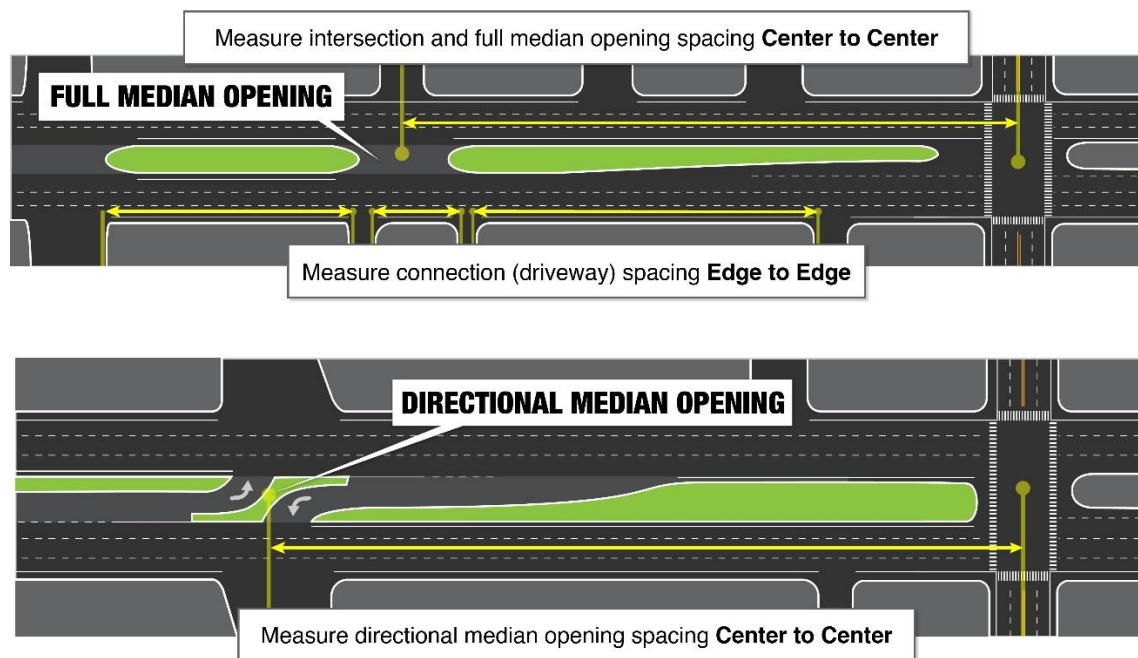 Measure intersection and full median opening spacing Center to Center
FULL MEDIAN OPENING
Measure connection (driveway) spacing Edge to Edge
DIRECTIONAL MEDIAN OPENING
Measure directional median opening spacing Center to Center